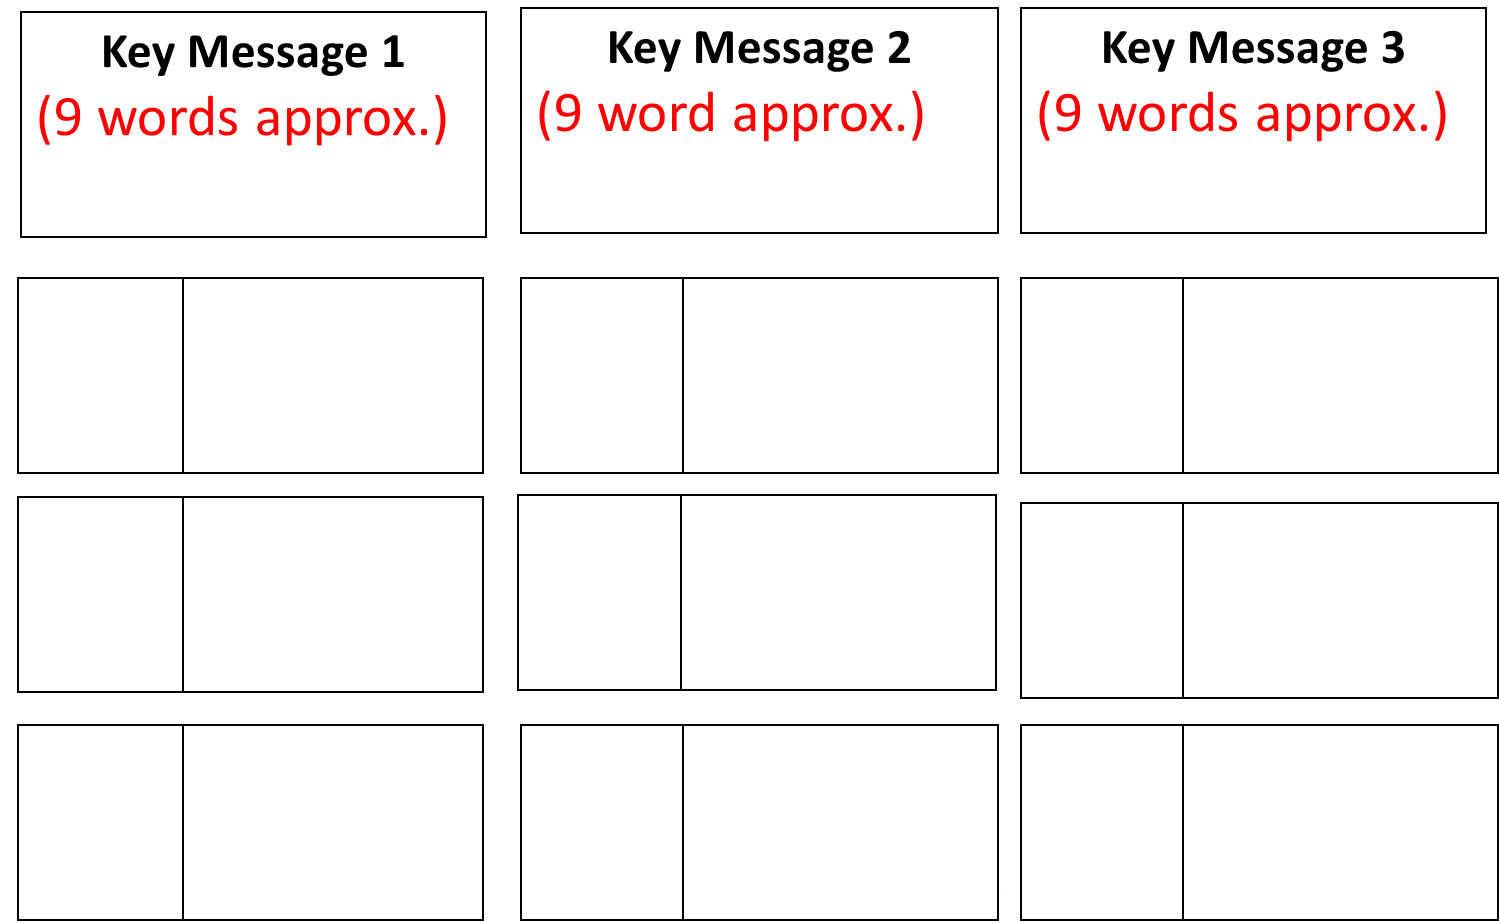 Key Message 1
(9 words approx.)
Key Message 2
(9 word approx.)
Key Message 3
(9 words approx.)